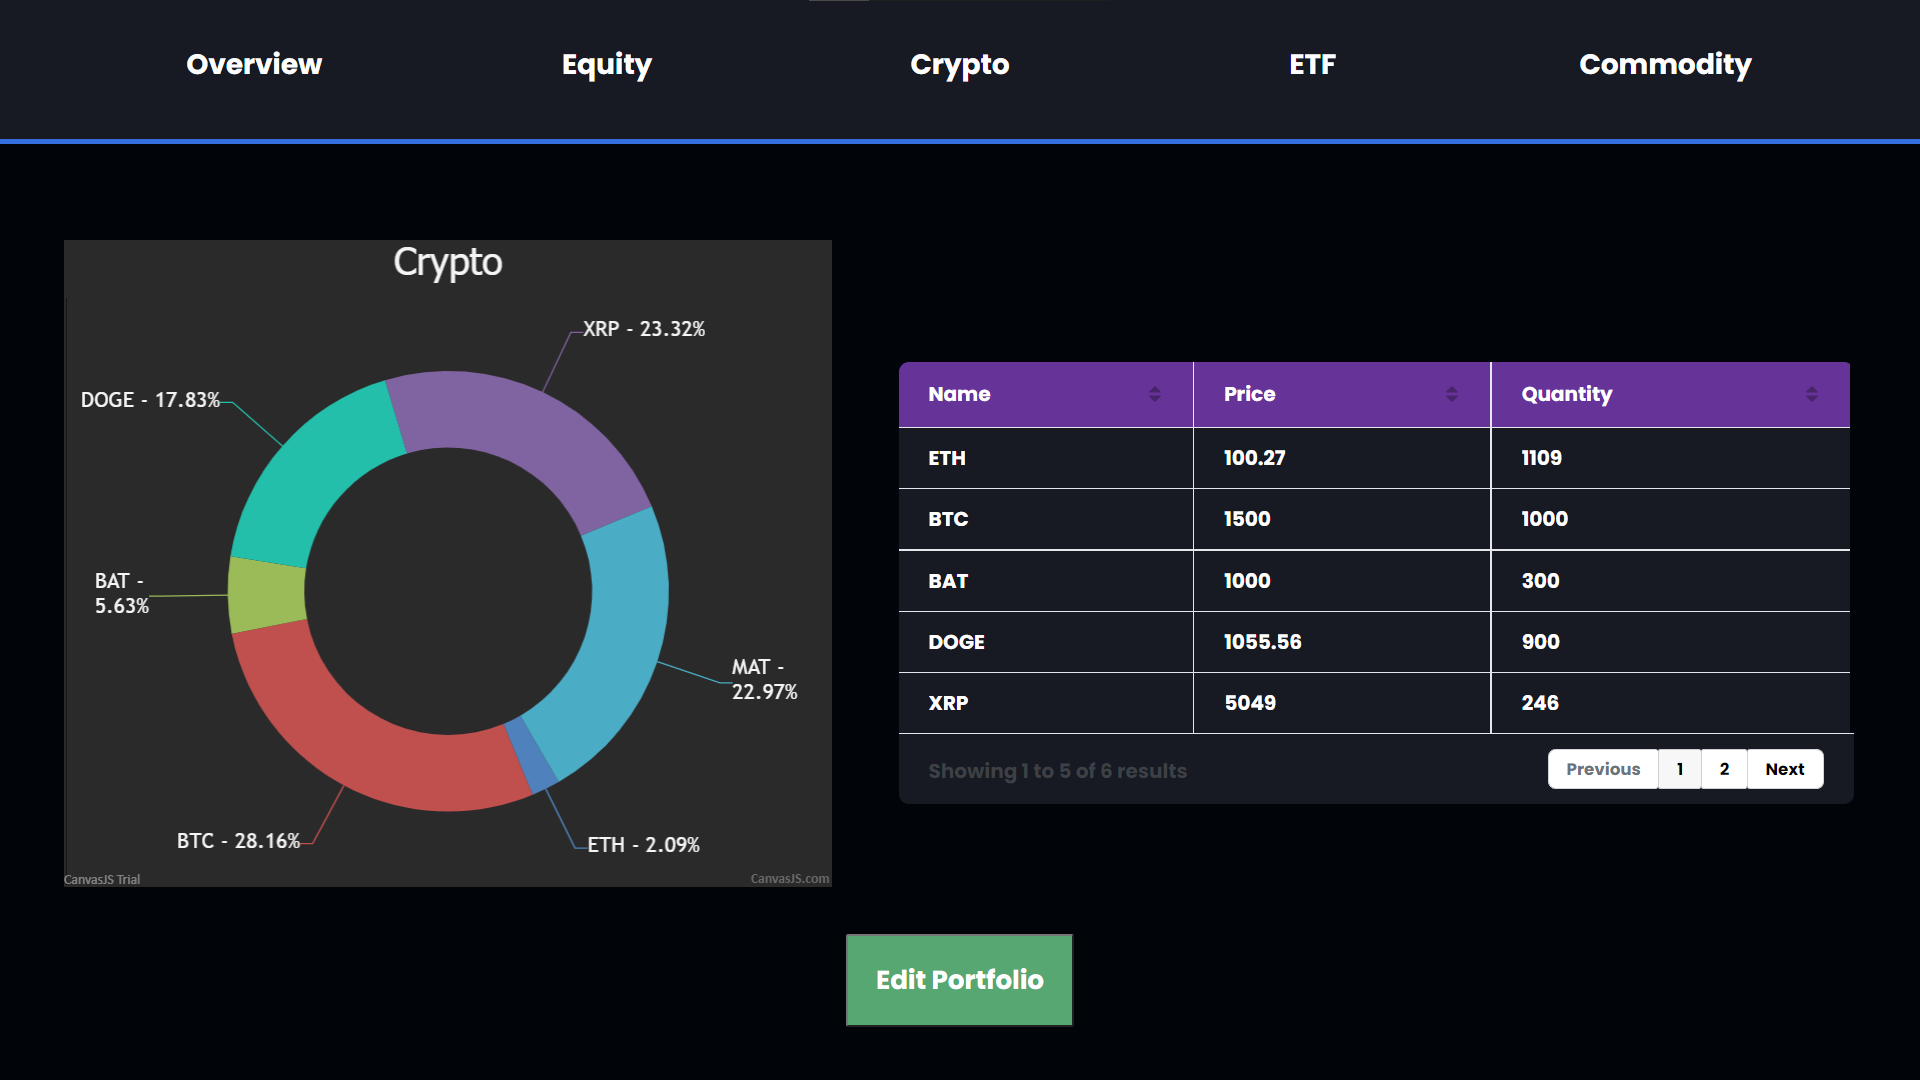 Overview Equity Crypto ETF Commodity
Crypto
XRP - 23.32%
DOGE - 17.83%
BAT -
5.63%
MAT -
22.97%
BTC - 28.16%
ETH - 2.09%
CanvasJS Trial
CanvasJS.com
Name Price Quantity
ETH 100.27 1109
BTC 1500 1000
BAT 1000 300
DOGE 1055.56 900
XRP 5049 246
Showing 1 to 5 of 6 results
Previous 1 2 Next
Edit Portfolio